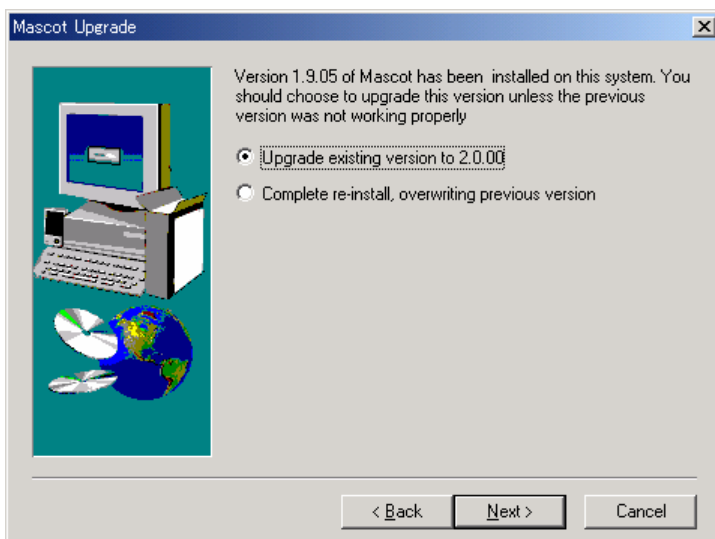 Mascot Upgrade
Version 1.9.05 of Mascot has been  installed on this system. You
should choose to upgrade this version unless the previous
version was not working properly
Upgrade existing version to 2.0.00
Complete re-install, overwriting previous version
< Back
Next >
Cancel